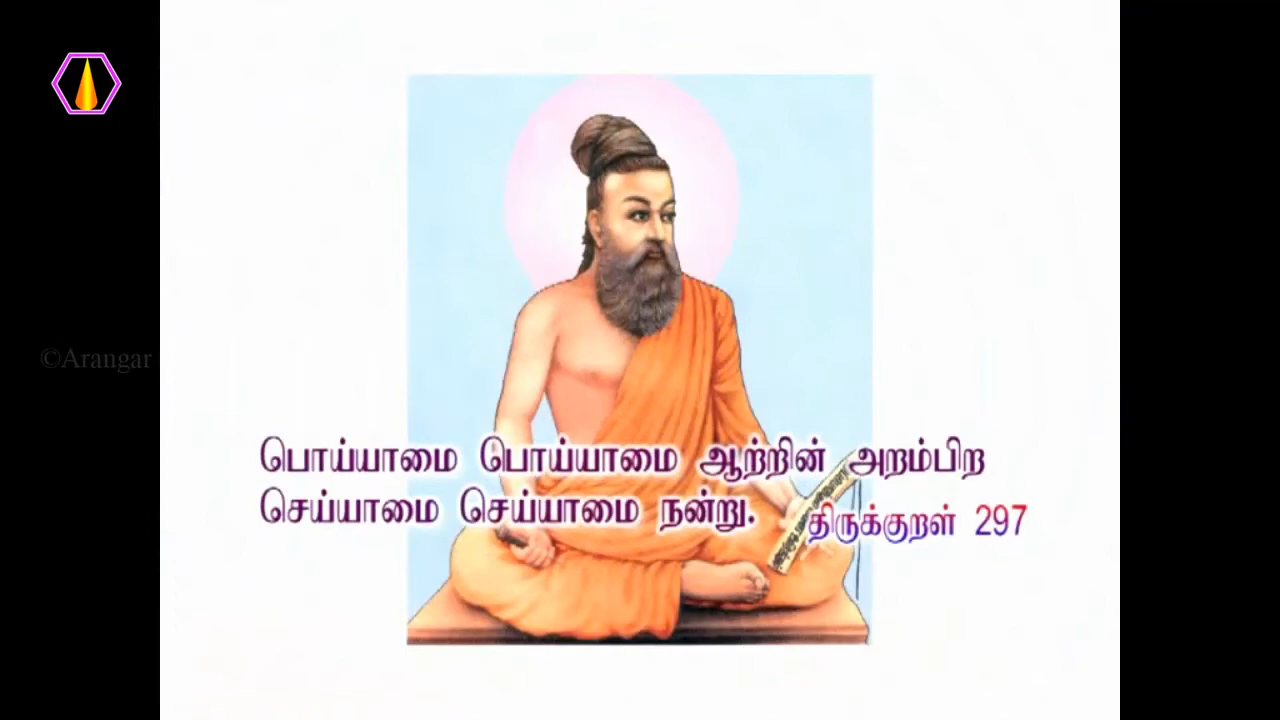 ©Arangar
பொய்யாமை பொய்யாமை ஆற்றின் அறம்பிற
செய்யாமை செய்யாமை நன்று.
திருக்குறள் 297